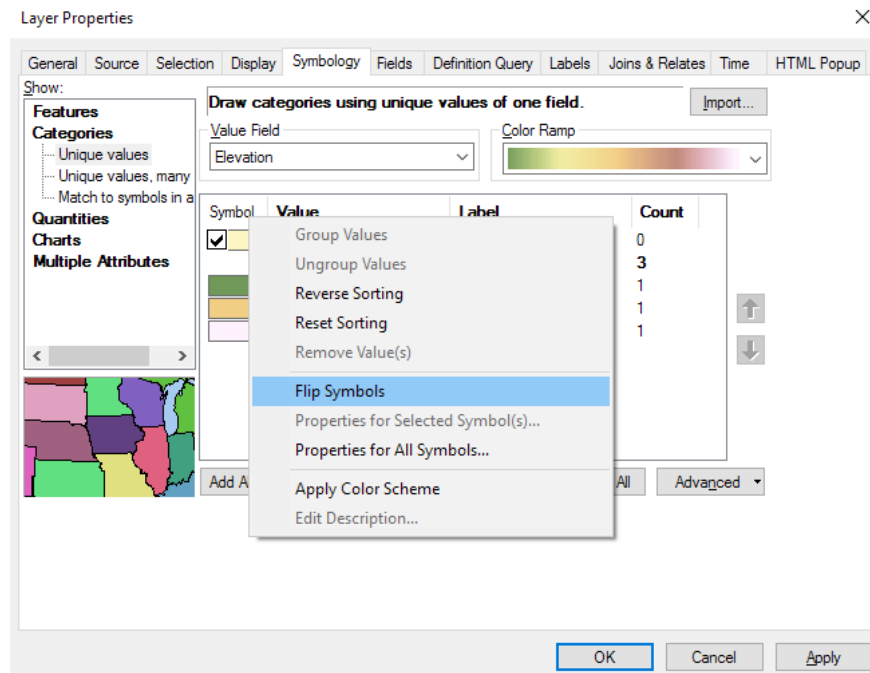 Layer Properties
General Source Selection Display Symbology Fields Definition Query Labels Joins & Relates Time HTML Popup
Show:
Features
Categories
Unique values
Unique values, many
Match to symbols in a
Quantities
Charts
Multiple Attributes
Draw categories using unique values of one field.
Import...
Value Field
Elevation
Color Ramp
Symbol Value Label Count
0
3
1
1
1
Group Values
Ungroup Values
Reverse Sorting
Reset Sorting
Remove Value(s)
Flip Symbols
Properties for Selected Symbol(s)...
Properties for All Symbols...
Apply Color Scheme
Edit Description...
Add A All Advanced
OK Cancel Apply